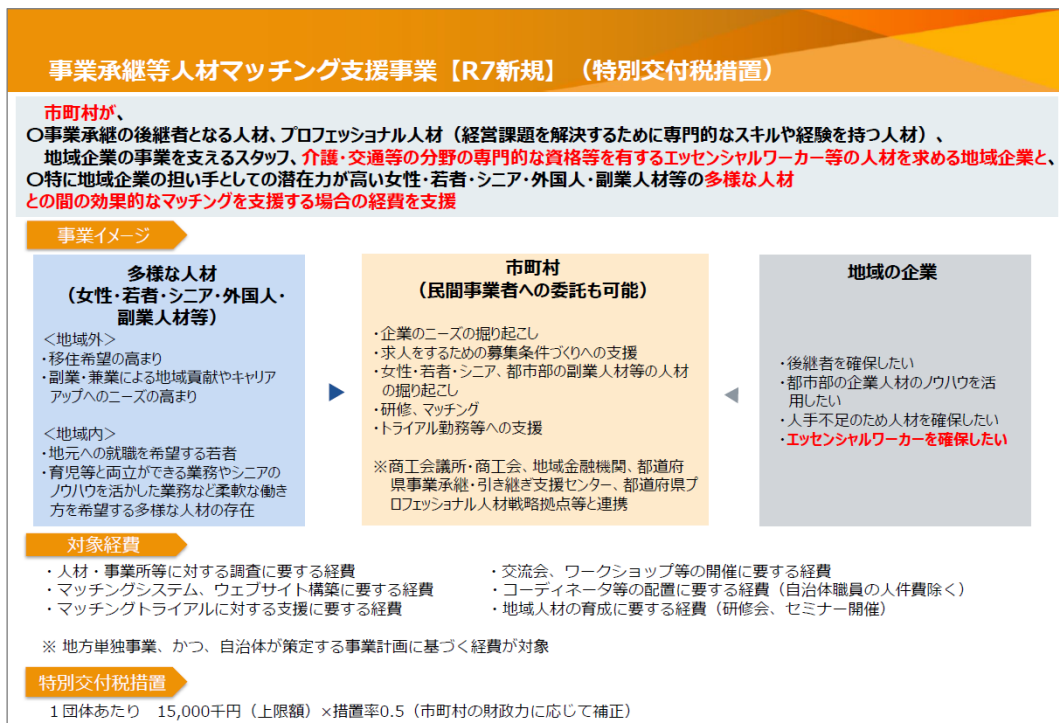 事業承継等人材マッチング支援事業【R7新規】（特別交付税措置）
市町村が、
〇事業承継の後継者となる人材、プロフェッショナル人材（経営課題を解決するために専門的なスキルや経験を持つ人材）、
地域企業の事業を支えるスタッフ、介護・交通等の分野の専門的な資格等を有するエッセンシャルワーカー等の人材を求める地域企業と、
〇特に地域企業の担い手としての潜在力が高い女性・若者・シニア・外国人・副業人材等の多様な人材
との間の効果的なマッチングを支援する場合の経費を支援
事業イメージ
多様な人材
（女性・若者・シニア・外国人・
副業人材等）
＜地域外＞
・移住希望の高まり
・副業・兼業による地域貢献やキャリア
アップへのニーズの高まり
＜地域内＞
・地元への就職を希望する若者
・育児等と両立ができる業務やシニアの
ノウハウを活かした業務など柔軟な働き
方を希望する多様な人材の存在
市町村
（民間事業者への委託も可能）
・企業のニーズの掘り起こし
・求人をするための募集条件づくりへの支援
・女性・若者・シニア、都市部の副業人材等の人材
の掘り起こし
・研修、マッチング
・トライアル勤務等への支援
※商工会議所・商工会、地域金融機関、都道府
県事業承継・引き継ぎ支援センター、都道府県プ
ロフェッショナル人材戦略拠点等と連携
地域の企業
・後継者を確保したい
・都市部の企業人材のノウハウを活
用したい
・人手不足のため人材を確保したい
・エッセンシャルワーカーを確保したい
対象経費
・人材・事業所等に対する調査に要する経費
・マッチングシステム、ウェブサイト構築に要する経費
・マッチングトライアルに対する支援に要する経費
・交流会、ワークショップ等の開催に要する経費
・コーディネータ等の配置に要する経費（自治体職員の人件費除く）
・地域人材の育成に要する経費（研修会、セミナー開催）
※ 地方単独事業、かつ、自治体が策定する事業計画に基づく経費が対象
特別交付税措置
１団体あたり　15,000千円（上限額）×措置率0.5（市町村の財政力に応じて補正）